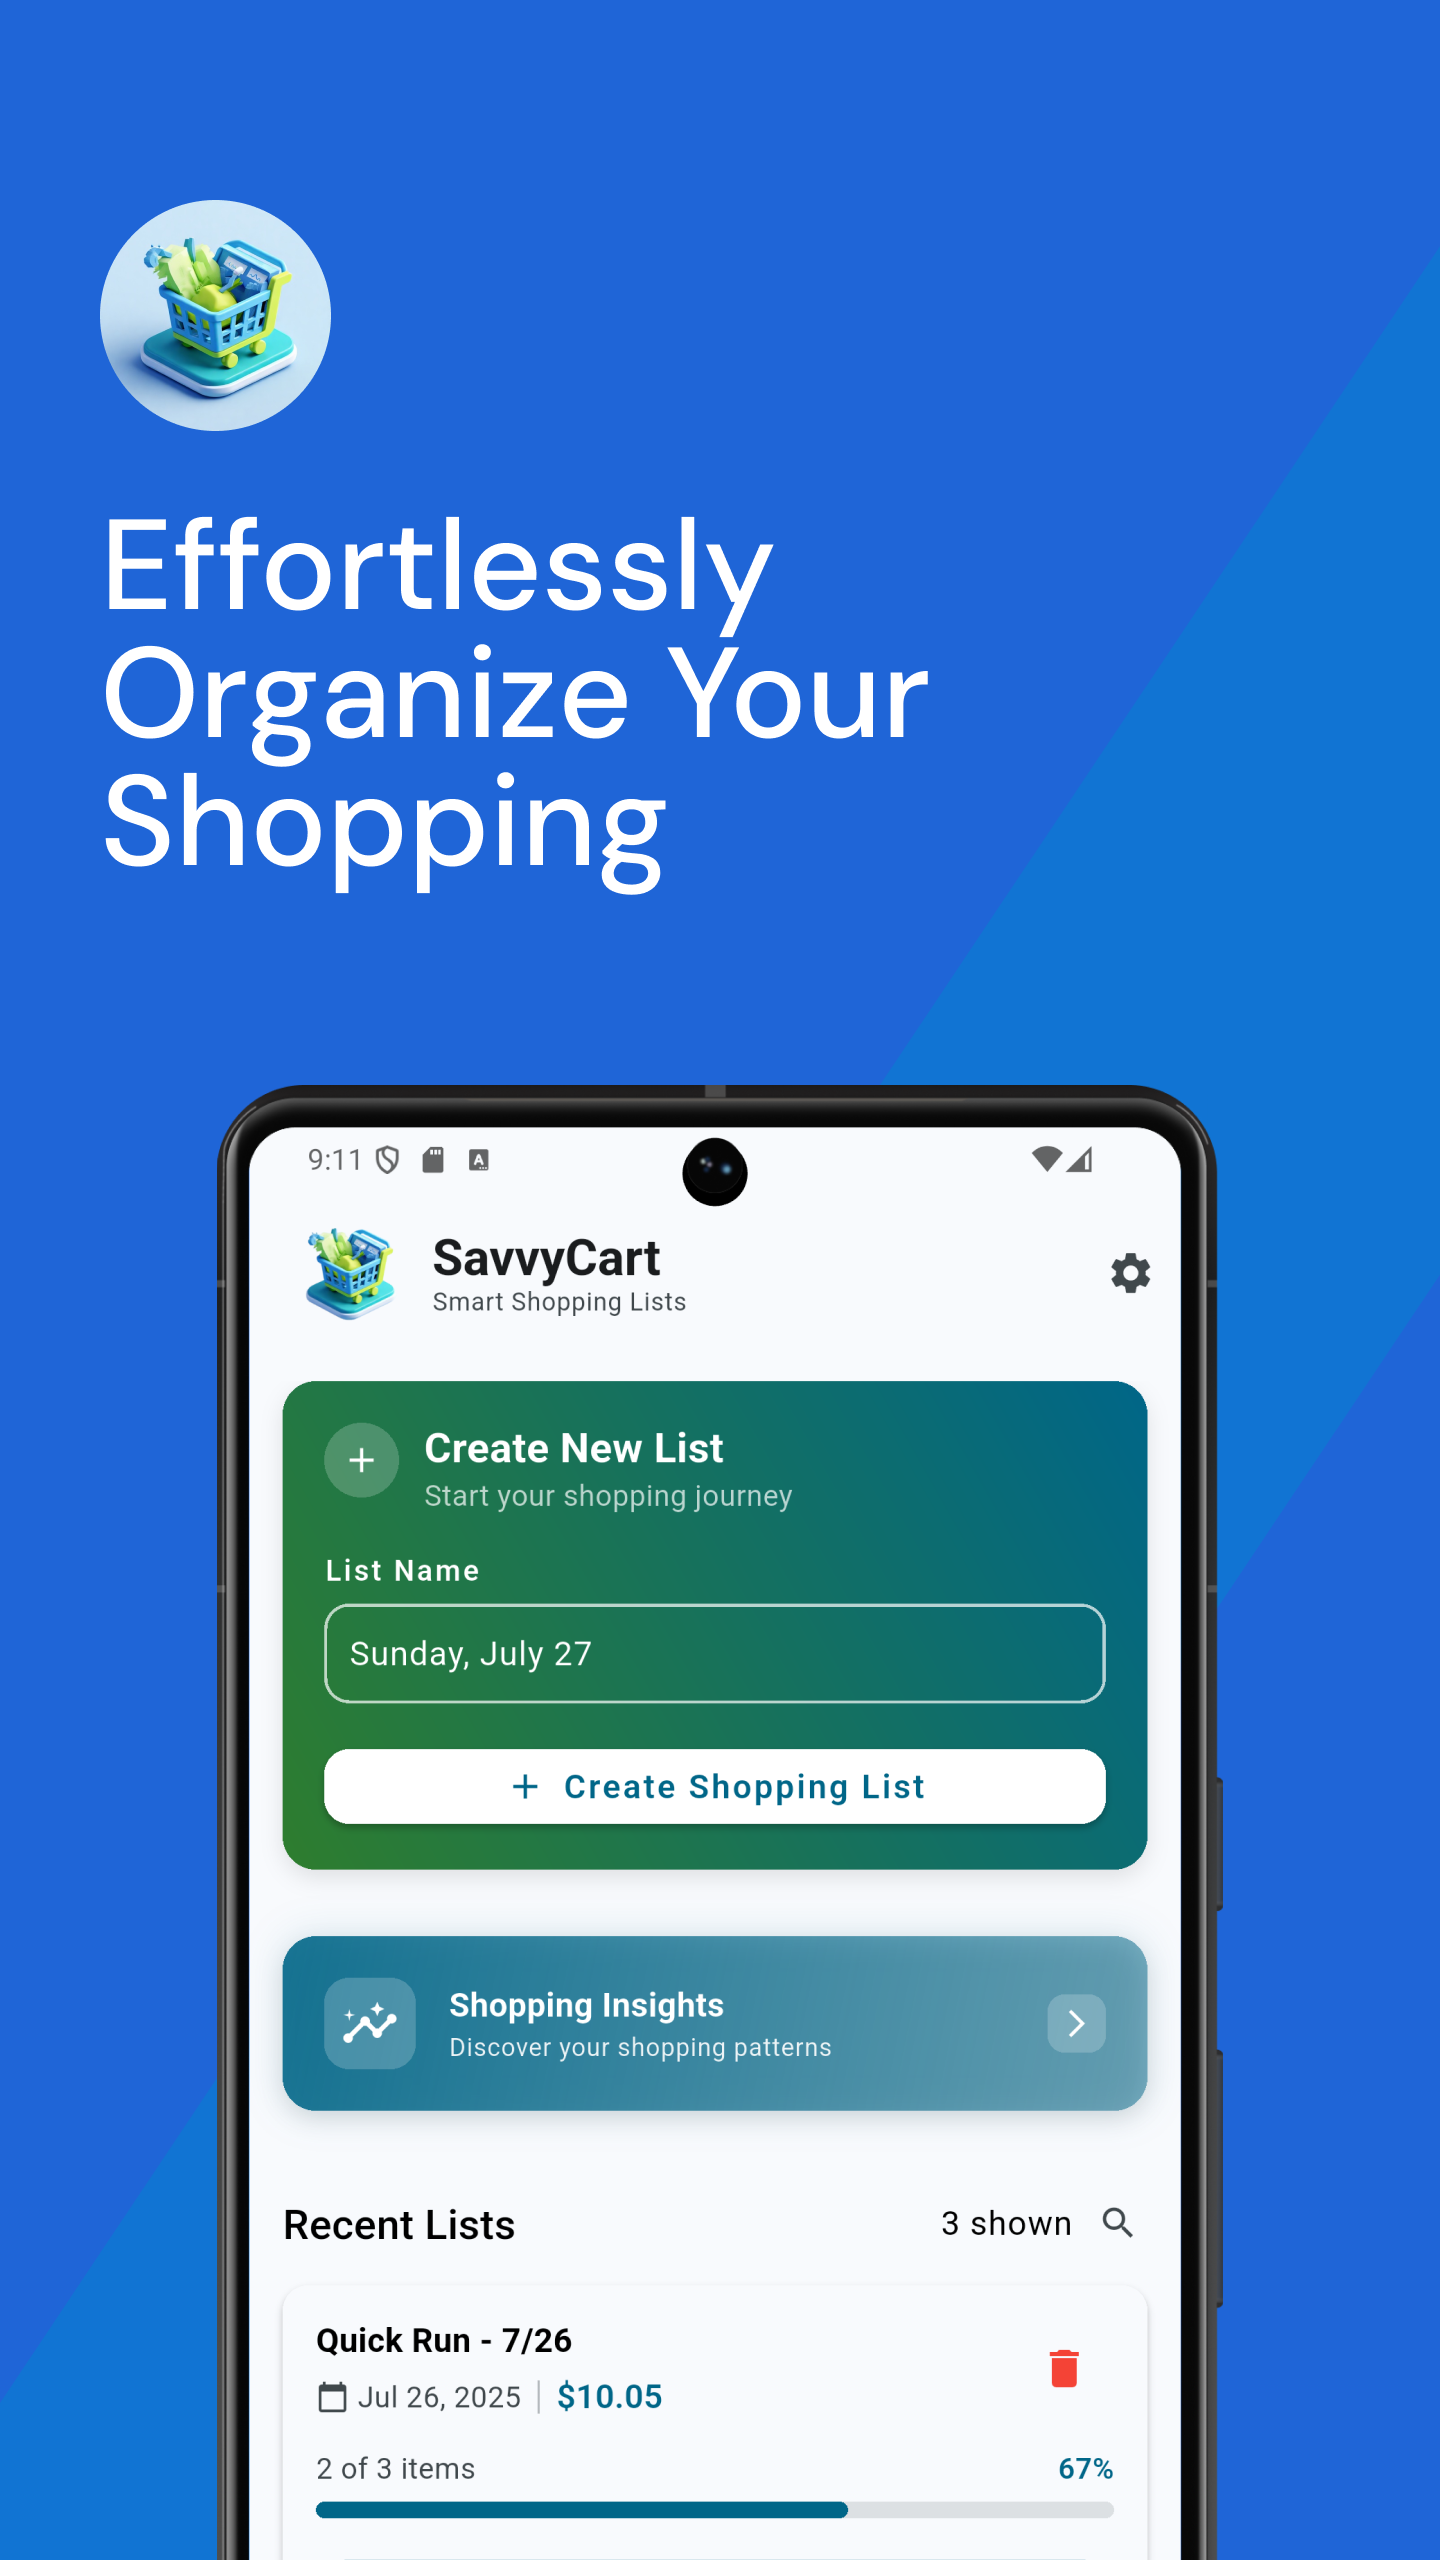 Effortlessly
Organize Your
Shopping
9:11
SavvyCart
Smart Shopping Lists
Create New List
Start your shopping journey
List Name
Sunday, July 27
+ Create Shopping List
Shopping Insights
Discover your shopping patterns
Recent Lists 3 shown
Quick Run - 7/26
Jul 26, 2025 | $10.05
2 of 3 items 67%